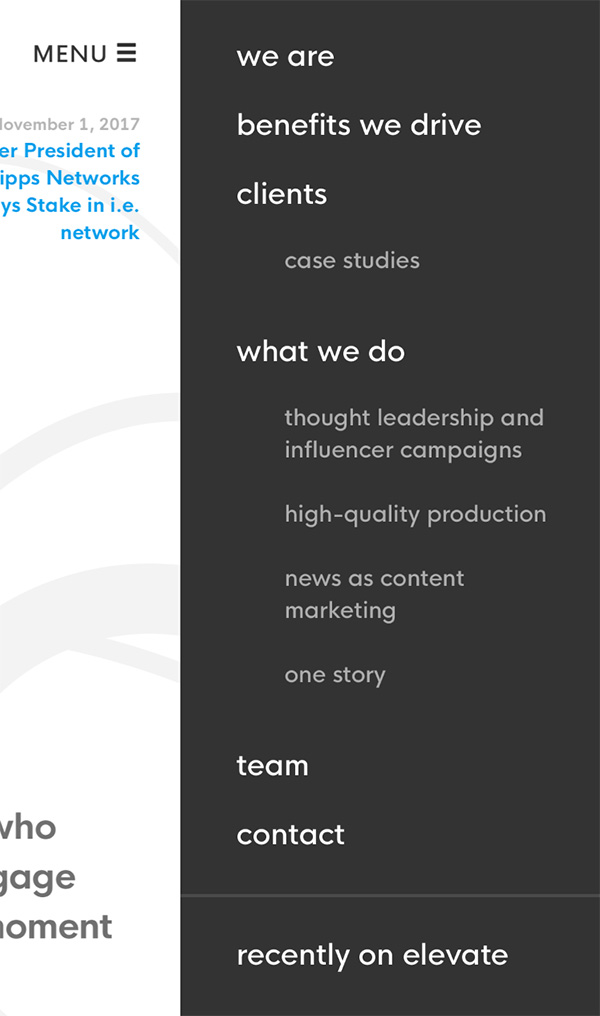 MENU
ovember 1, 2017
er President of
ipps Networks
ys Stake in i.e.
network
who
gage
moment
we are
benefits we drive
clients
case studies
what we do
thought leadership and
influencer campaigns
high-quality production
news as content
marketing
one story
team
contact
recently on elevate